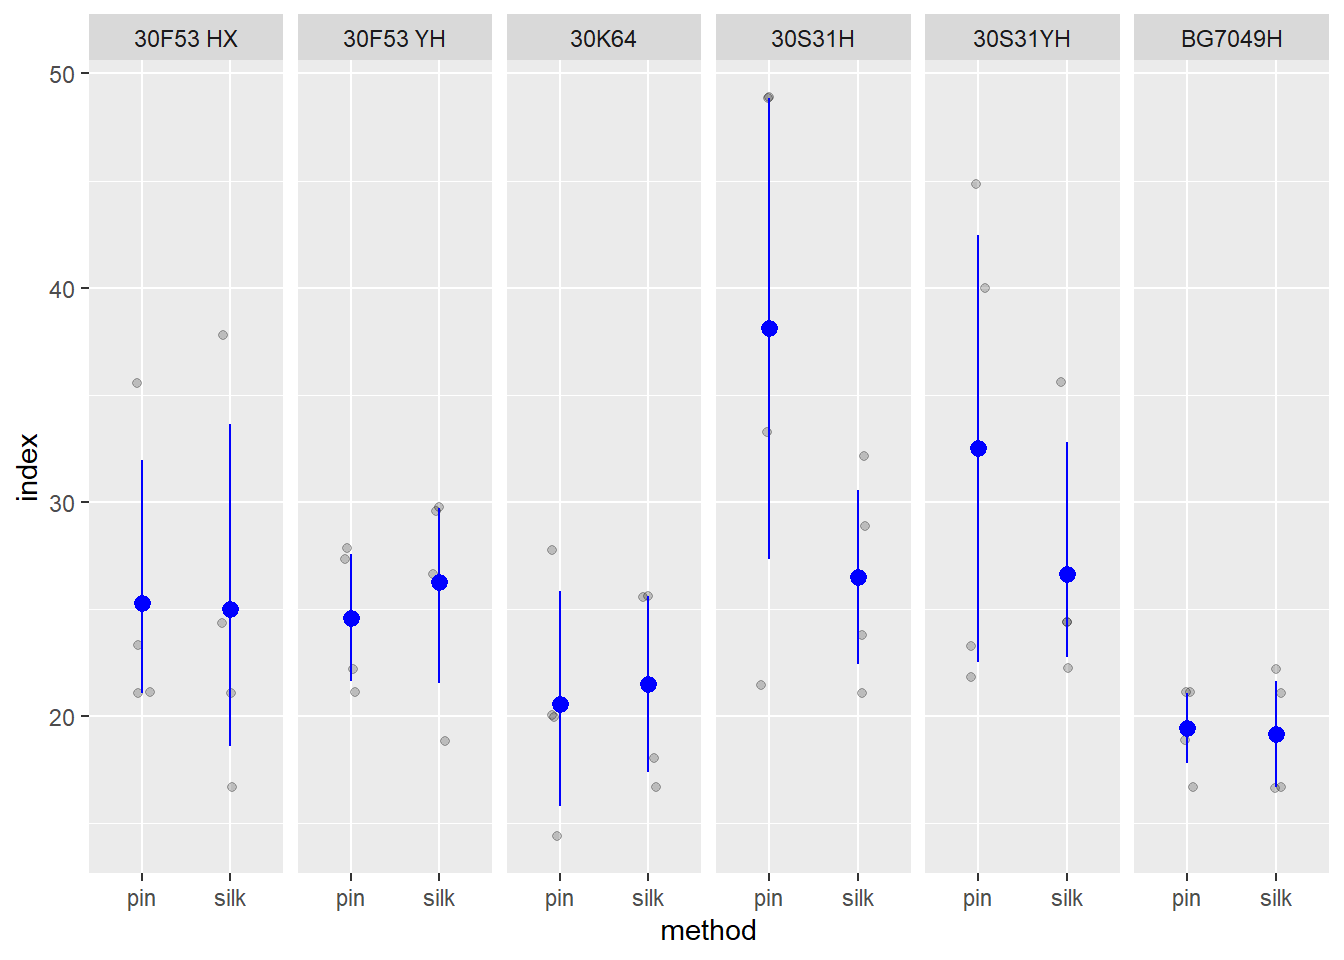 30F53 HX 30F53 YH 30K64 30S31H 30S31YH BG7049H
50
40
30
20
index
pin silk pin silk pin silk pin silk pin silk pin silk
method